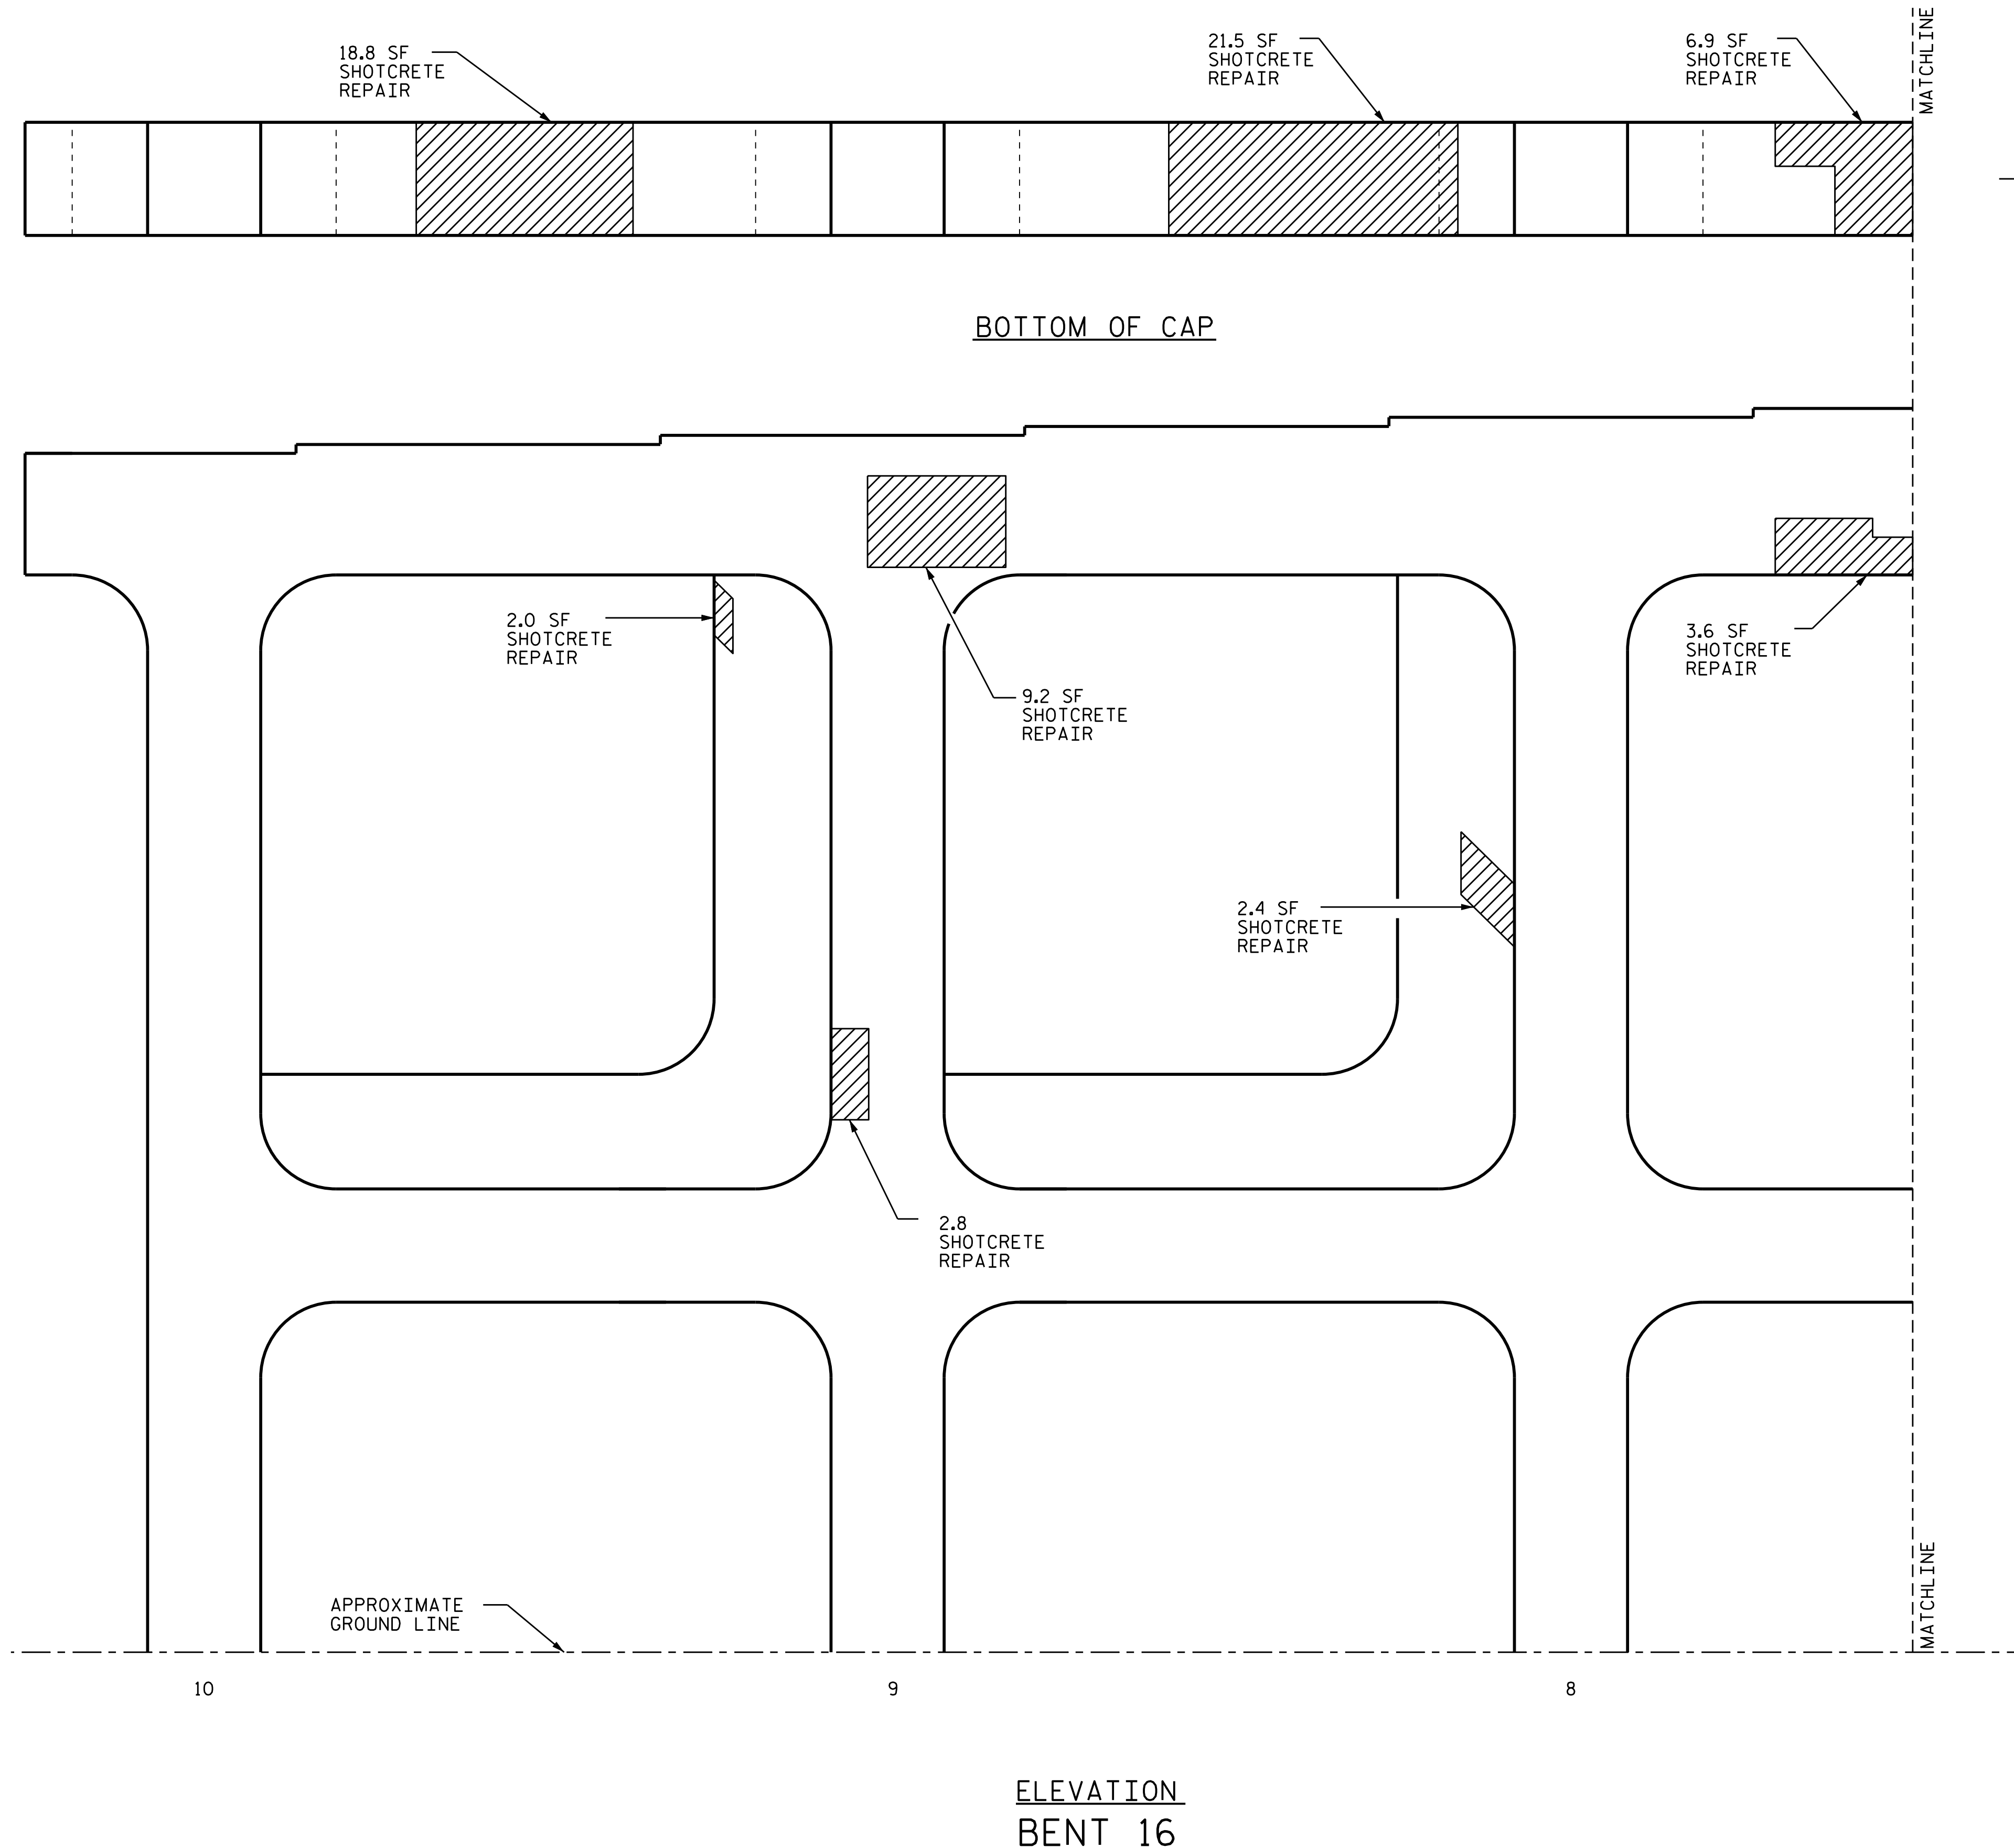 18.8 SF
SHOTCRETE
REPAIR
21.5 SF
SHOTCRETE
REPAIR
6.9 SF
SHOTCRETE
REPAIR
MATCHLINE
BOTTOM OF CAP
2.0 SF
SHOTCRETE
REPAIR
9.2 SF
SHOTCRETE
REPAIR
3.6 SF
SHOTCRETE
REPAIR
2.4 SF
SHOTCRETE
REPAIR
2.8
SHOTCRETE
REPAIR
APPROXIMATE
GROUND LINE
MATCHLINE
10
9
8
ELEVATION
BENT 16